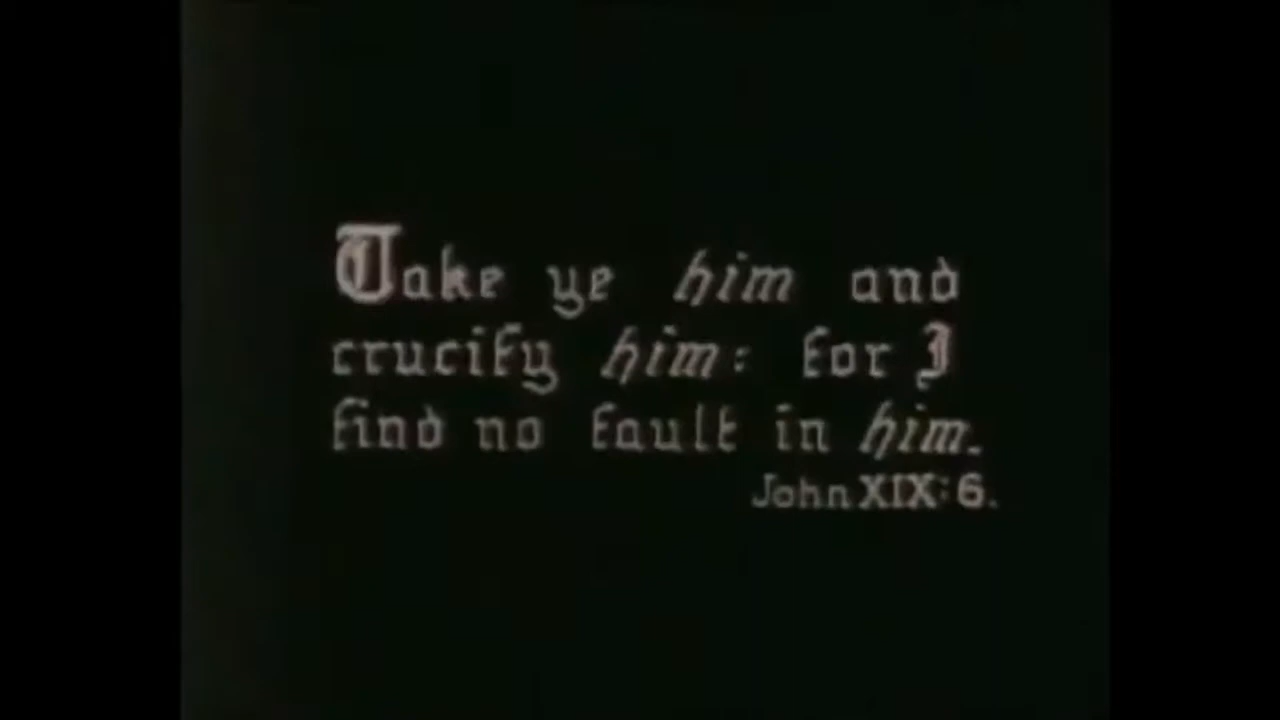 Take ye him and
crucify him: for I
find no fault in him.
John XIX: 6.